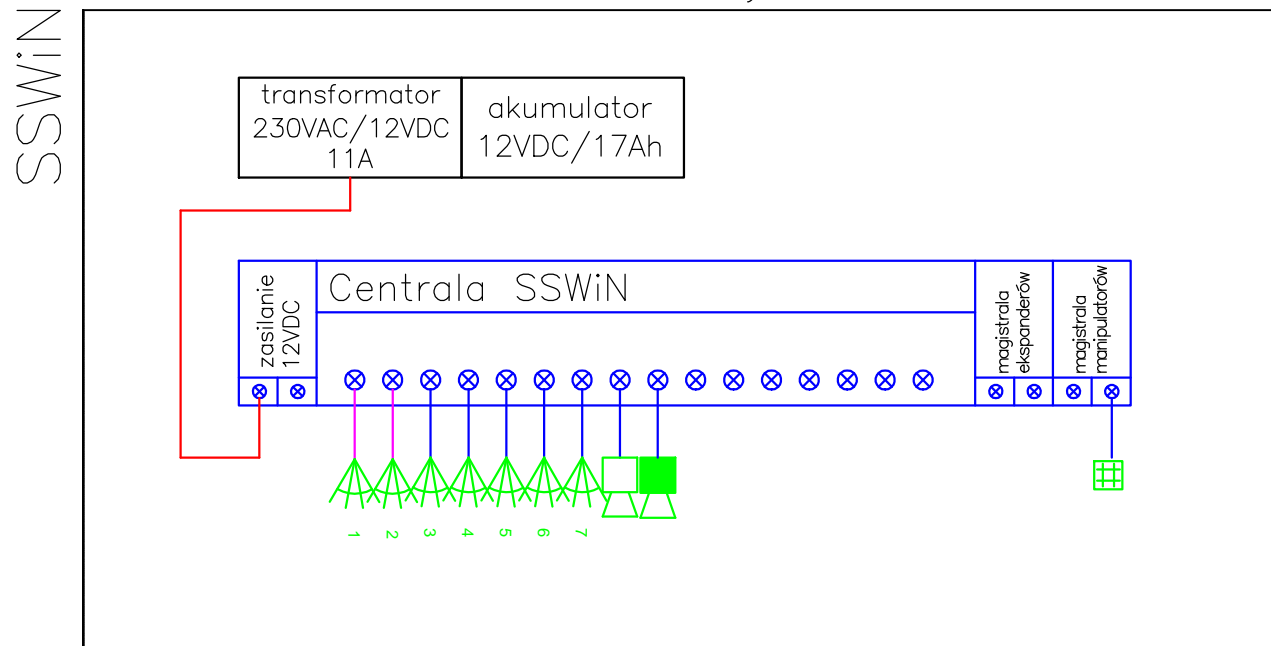 SSWiN
transformator
230VAC/12VDC
11A
akumulator
12VDC/17Ah
zasilanie
12VDC
Centrala SSWiN
magistrala
ekspanderów
magistrala
manipulatorów
1 2 3 4 5 6 7